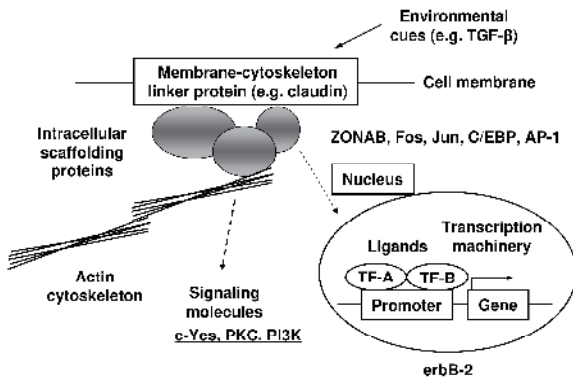 Environmental
cues (e.g. TGF-β)
Membrane-cytoskeleton
linker protein (e.g. claudin)
Cell membrane
Intracellular
scaffolding
proteins
ZONAB, Fos, Jun, C/EBP, AP-1
Nucleus
Transcription
machinery
Ligands
TF-A
TF-B
Promoter
Gene
Actin
cytoskeleton
Signaling
molecules
c-Yes, PKC, PI3K
erbB-2